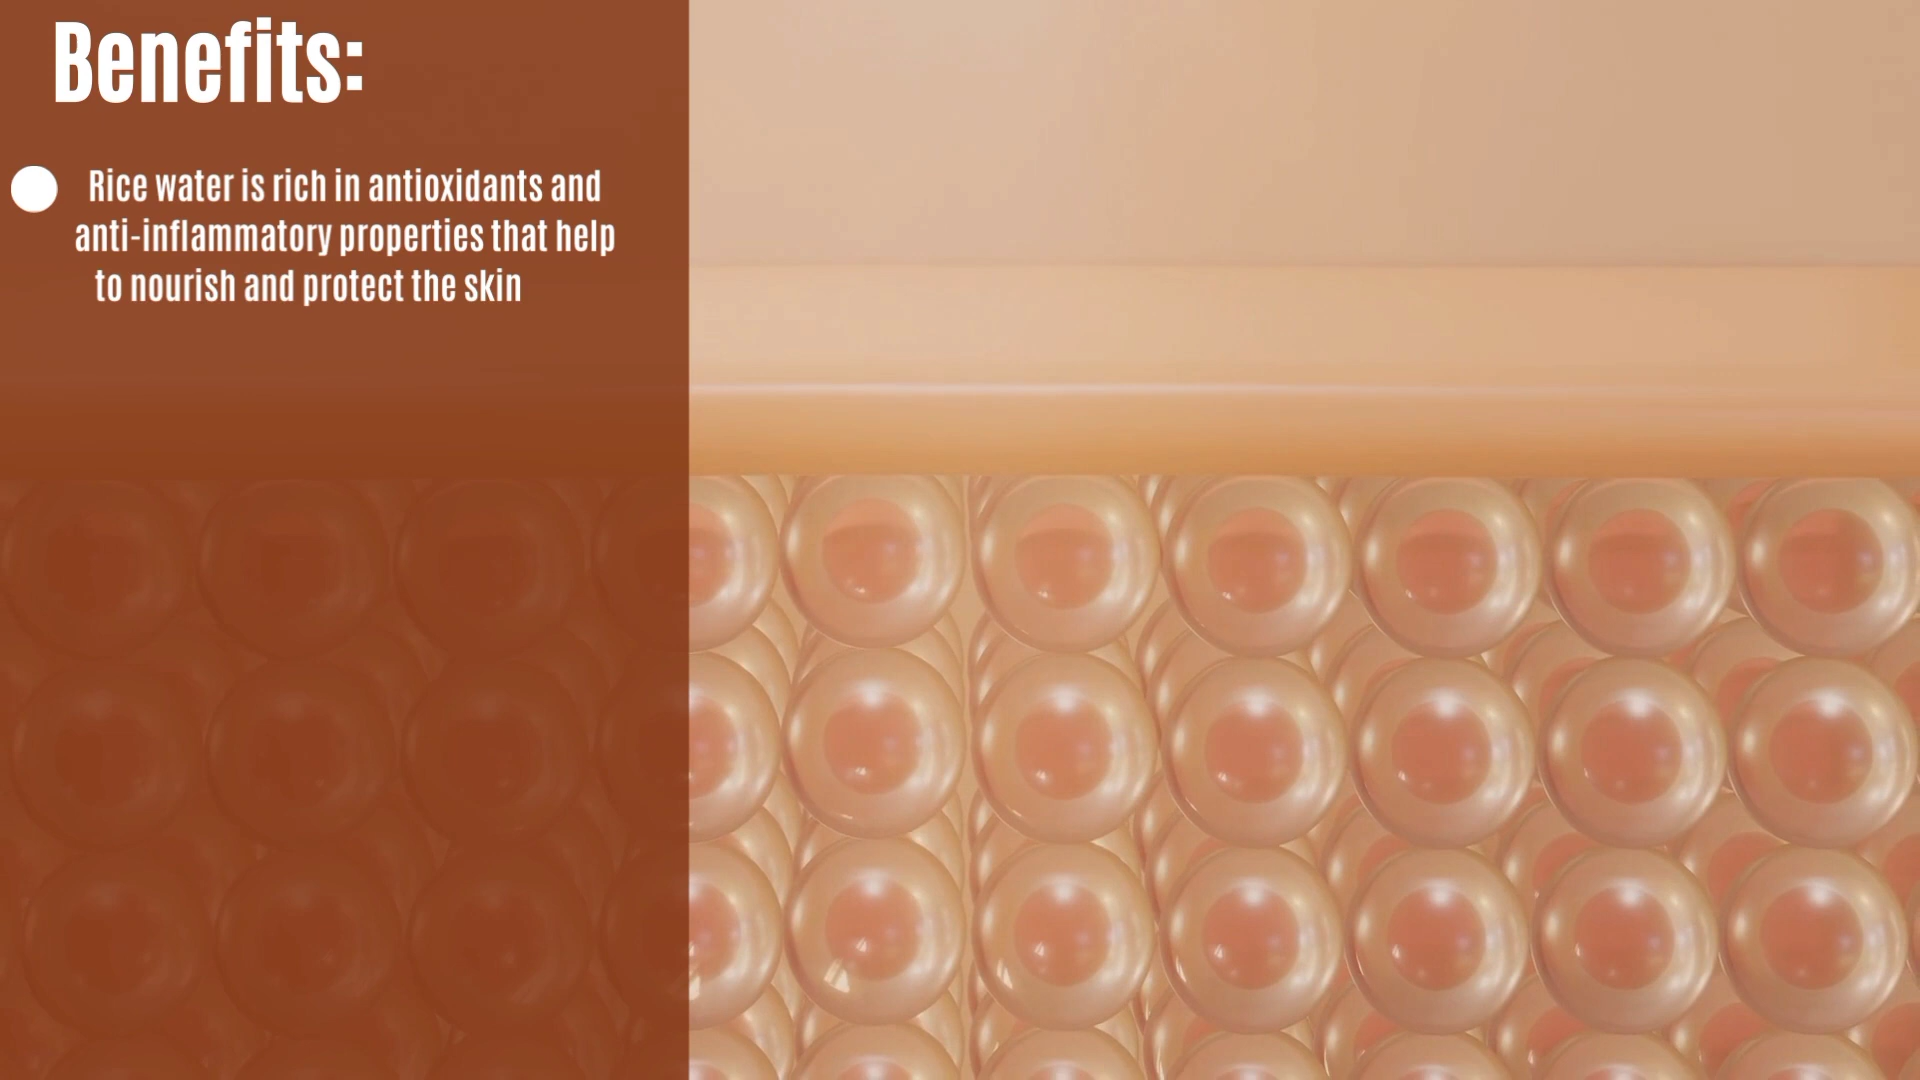 Benefits:
Rice water is rich in antioxidants and
anti-inflammatory properties that help
to nourish and protect the skin